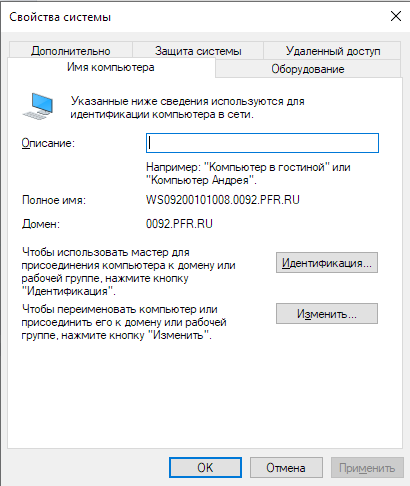 Свойства системы
Дополнительно
Защита системы
Удаленный доступ
Имя компьютера
Оборудование
Указанные ниже сведения используются для
идентификации компьютера в сети.
Описание:
Например: "Компьютер в гостиной" или
"Компьютер Андрея".
Полное имя:
WS09200101008.0092.PFR.RU
Домен:
0092.PFR.RU
Чтобы использовать мастер для
присоединения компьютера к домену или
рабочей группе, нажмите кнопку
"Идентификация".
Идентификация...
Чтобы переименовать компьютер или
присоединить его к домену или рабочей
группе, нажмите кнопку "Изменить".
Изменить...
OK
Отмена
Применить